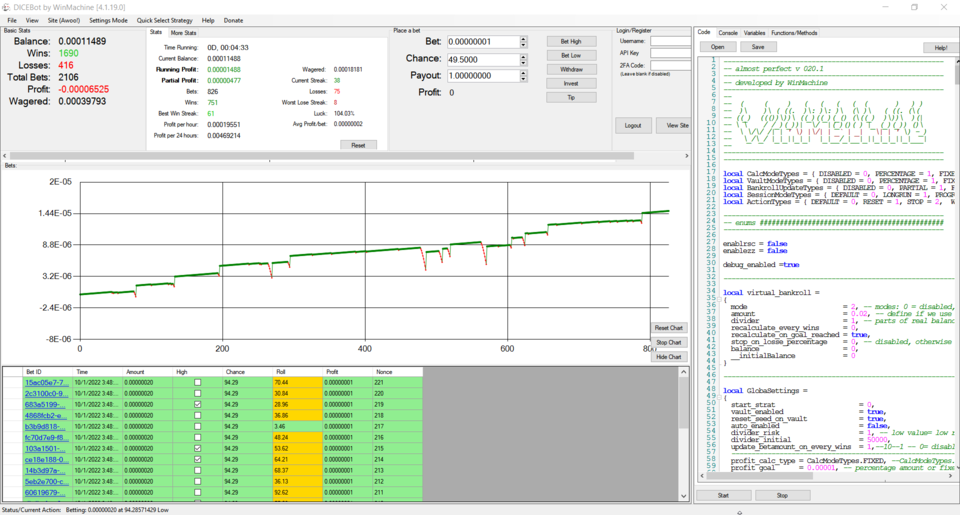 DICEBot by WinMachine [4.1.19.0]
File View Site (Awoo!) Settings Mode Quick Select Strategy Help Donate
Basic Stats
Balance: 0.00011489
Wins: 1690
Losses: 416
Total Bets: 2106
Profit: -0.00006525
Wagered: 0.00039793
Stats More Stats
Time Running: 0D, 00:04:33
Current Balance: 0.00011488
Running Profit: 0.00001488 Wagered: 0.00018181
Partial Profit: 0.00000477 Current Streak: 38
Bets: 826 Losses: 75
Wins: 751 Worst Lose Streak: 8
Best Win Streak: 61 Luck: 104.03%
Profit per hour: 0.00019551 Avg Profit/bet: 0.00000002
Profit per 24 hours: 0.00469214
Reset
Place a bet
Bet: 0.00000001
Chance: 49.5000
Payout: 1.00000000
Profit: 0
Bet High
Bet Low
Withdraw
Invest
Tip
Login/Register
Username:
API Key
2FA Code:
(Leave blank if disabled)
Logout View Site
Bets:
2E-05
1.44E-05
8.8E-06
3.2E-06
-2.4E-06
-8E-06
0 200 400 600
Reset Chart
Stop Chart
Hide Chart
Bet ID Time Amount High Chance Roll Profit Nonce
15ec05e7-7... 10/1/2022 3:48... 0.00000020 94.29 70.44 0.00000001 221
2c3100c0-9... 10/1/2022 3:48... 0.00000020 94.29 30.84 0.00000001 220
683a5199-... 10/1/2022 3:48... 0.00000020 94.29 28.96 0.00000001 219
4868fcb2-e... 10/1/2022 3:48... 0.00000020 94.29 36.86 0.00000001 218
b3b9d818-... 10/1/2022 3:48... 0.00000020 94.29 3.46 0.00000001 217
fc70d7e9-f8... 10/1/2022 3:48... 0.00000020 94.29 48.24 0.00000001 216
103a1501-... 10/1/2022 3:48... 0.00000020 94.29 53.62 0.00000001 215
ce18e188-0... 10/1/2022 3:48... 0.00000020 94.29 64.21 0.00000001 214
14b3d97a-... 10/1/2022 3:48... 0.00000020 94.29 68.37 0.00000001 213
5eb2e700-c... 10/1/2022 3:48... 0.00000020 94.29 36.13 0.00000001 212
60619679-... 10/1/2022 3:48... 0.00000020 94.29 92.62 0.00000001 211
Status/Current Action: Betting: 0.00000020 at 94.28571429 Low
Code Console Variables Functions/Methods
Open Save Help!
-- almost perfect v 020.1
-- developed by WinMachine
local CalcModeTypes = { DISABLED = 0, PERCENTAGE = 1, FIXE
local VaultModeTypes = { DISABLED = 0, PERCENTAGE = 1, F
local BankrollUpdateTypes = { DISABLED = 0, PARTIAL = 1, F
local SessionModeTypes = { DEFAULT = 0, LONGRUN = 1, PROG
local ActionTypes = { DEFAULT = 0, RESET = 1, STOP = 2, W
-- enums ########################################
enablrsc = false
enablezz = false
debug_enabled =true
local virtual_bankroll =
{
mode = 2, -- modes: 0 = disabled,
amount = 0.02, -- define if we use
divider = 1, -- parts of real balanc
recalculate_every_wins = 0,
recalculate_on_goal_reached = true,
stop_on_losse_percentage = 0, -- disabled, otherwise
balance = 0,
__initialBalance = 0
}
local GlobaSettings =
{
start_strat = 0,
vault_enabled = true,
reset_seed_on_vault = true,
auto_enabled = false,
divider_risk = 1, -- low value= low r
divider_initial = 50000,
update_betamount_on_every_wins = 1,--10--1 -- 0= disabl
profit_calc_type = CalcModeTypes.FIXED, --CalcModeTypes.
profit_goal = 0.00001, -- percentage amount or fixe
Start Stop